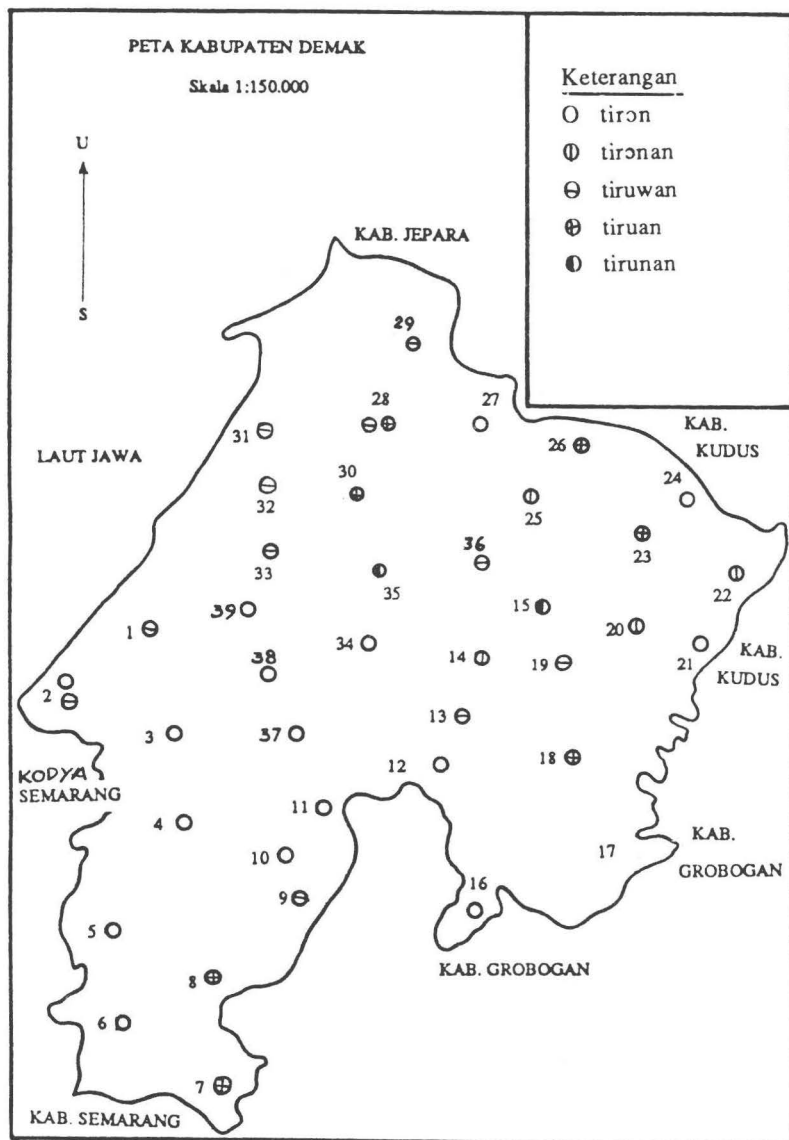 PETA KABUPATEN DEMAK
Skala 1:150.000
U
S
Keterangan
tirɔn
tirɔnan
tiruwan
tiruan
tirunan
KAB. JEPARA
29
28
27
31
KAB.
KUDUS
26
LAUT JAWA
30
24
32
25
36
23
33
35
22
39
15
1
20
34
14
19
21
KAB.
KUDUS
38
2
13
3
37
18
12
KODYA
SEMARANG
11
4
17
KAB.
GROBOGAN
10
16
9
5
KAB. GROBOGAN
8
6
7
KAB. SEMARANG